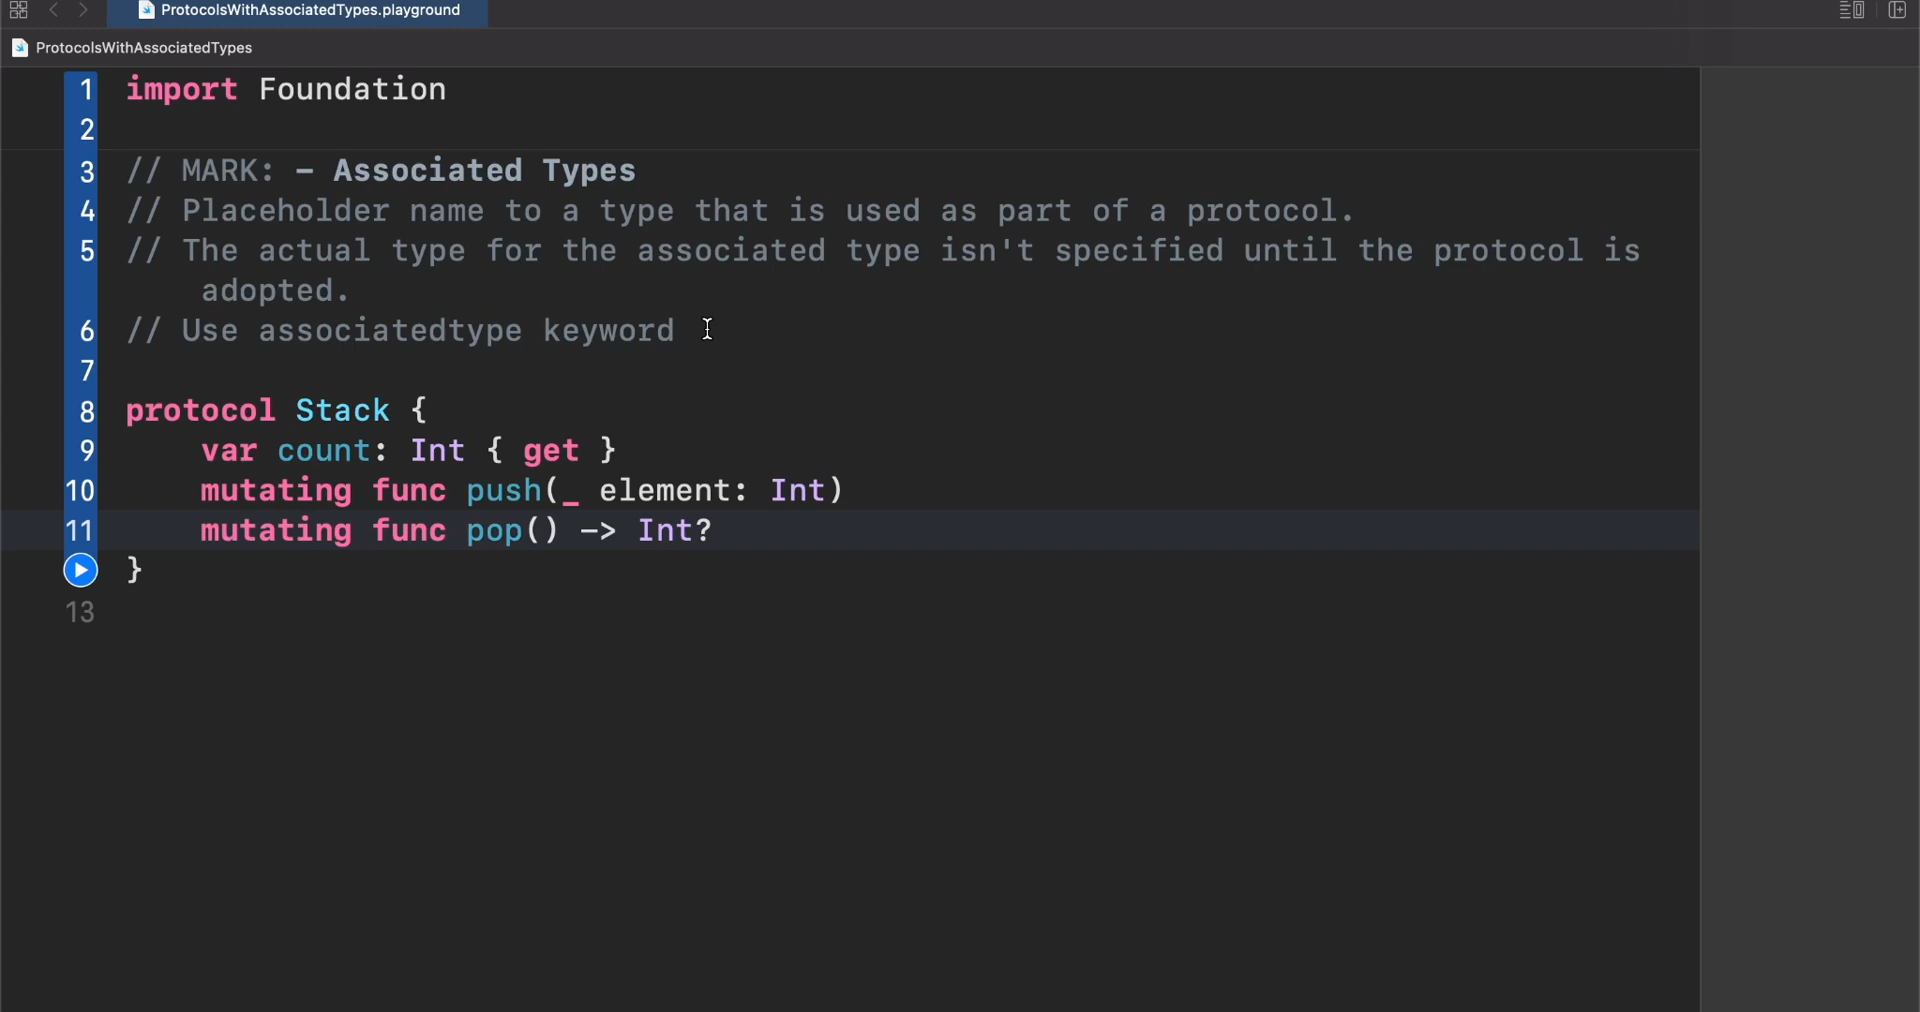 ProtocolsWithAssociatedTypes.playground
ProtocolsWithAssociatedTypes
1 import Foundation
2
3 // MARK: - Associated Types
4 // Placeholder name to a type that is used as part of a protocol.
5 // The actual type for the associated type isn't specified until the protocol is
adopted.
6 // Use associatedtype keyword
7
8 protocol Stack {
9 var count: Int { get }
10 mutating func push(_ element: Int)
11 mutating func pop() -> Int?
}
13